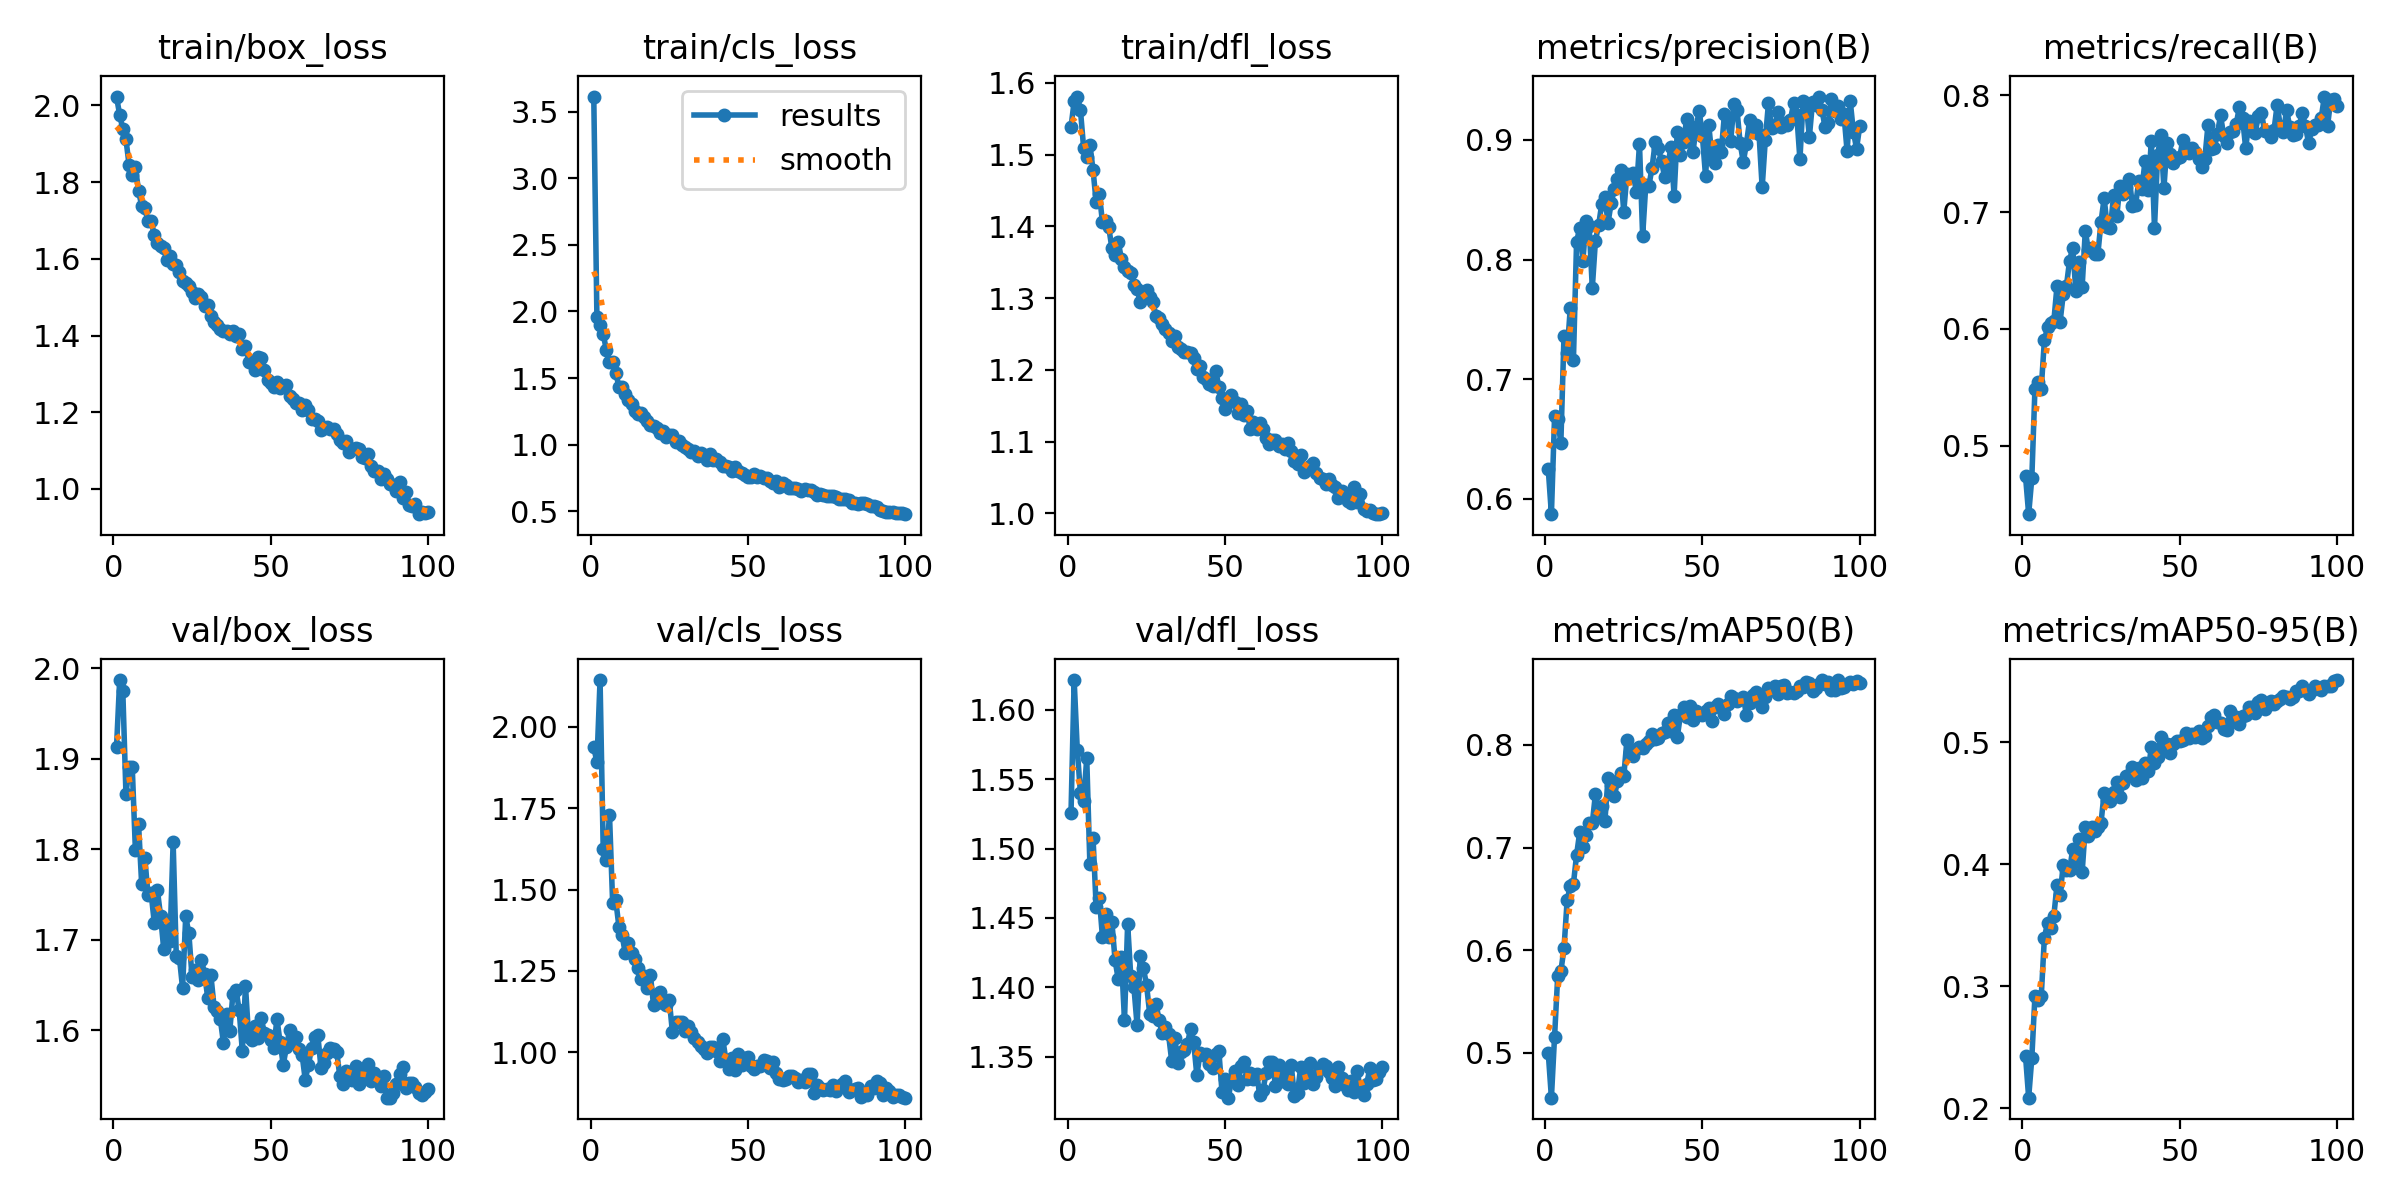 train/box_loss
2.0
1.8
1.6
1.4
1.2
1.0
0 50 100
train/cls_loss
3.5
3.0
2.5
2.0
1.5
1.0
0.5
results
smooth
0 50 100
train/dfl_loss
1.6
1.5
1.4
1.3
1.2
1.1
1.0
0 50 100
metrics/precision(B)
0.9
0.8
0.7
0.6
0 50 100
metrics/recall(B)
0.8
0.7
0.6
0.5
0 50 100
val/box_loss
2.0
1.9
1.8
1.7
1.6
0 50 100
val/cls_loss
2.00
1.75
1.50
1.25
1.00
0 50 100
val/dfl_loss
1.60
1.55
1.50
1.45
1.40
1.35
0 50 100
metrics/mAP50(B)
0.8
0.7
0.6
0.5
0 50 100
metrics/mAP50-95(B)
0.5
0.4
0.3
0.2
0 50 100